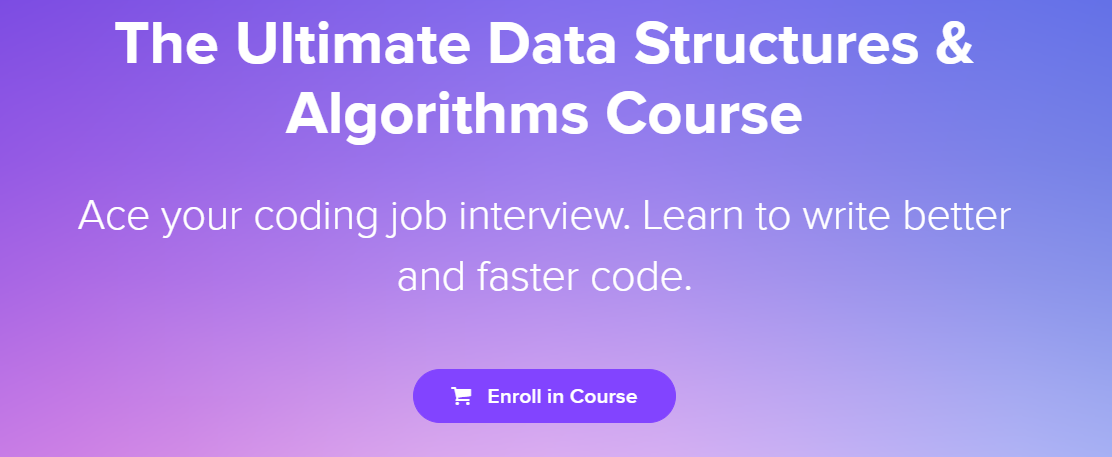 The Ultimate Data Structures &
Algorithms Course
Ace your coding job interview. Learn to write better
and faster code.
Enroll in Course